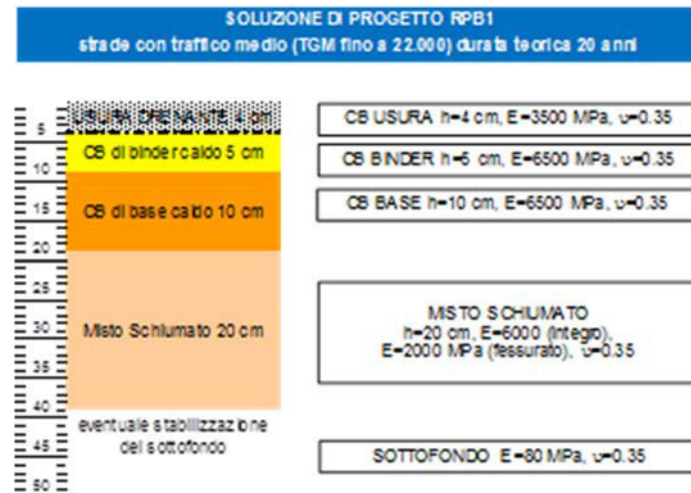 SOLUZIONE DI PROGETTO RPB1
strade con traffico medio (TGM fino a 22.000) durata teorica 20 anni
USURA DRENANTE 4 cm
CB USURA h=4 cm, E=3500 MPa, υ=0.35
5
CB di binder caldo 5 cm
CB BINDER h=5 cm, E=6500 MPa, υ=0.35
10
CB di base caldo 10 cm
CB BASE h=10 cm, E=6500 MPa, υ=0.35
15
20
25
30
Misto Schiumato 20 cm
MISTO SCHIUMATO
h=20 cm, E=6000 (Integro),
E=2000 MPa (fessurato), υ=0.35
35
40
eventuale stabilizzazione
del sottofondo
45
SOTTOFONDO E=80 MPa, υ=0.35
50